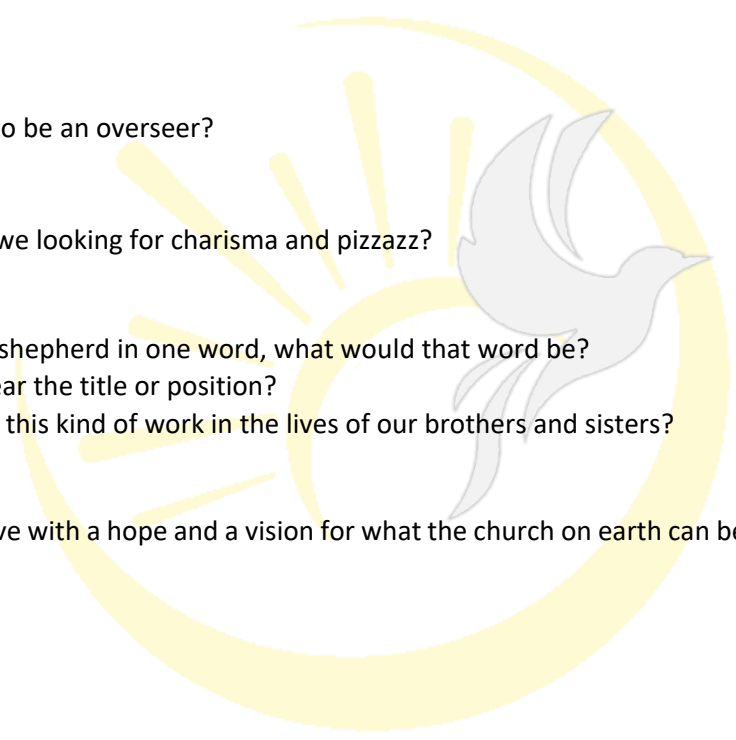 o be an overseer?
we looking for charisma and pizzazz?
shepherd in one word, what would that word be?
ear the title or position?
this kind of work in the lives of our brothers and sisters?
ve with a hope and a vision for what the church on earth can be